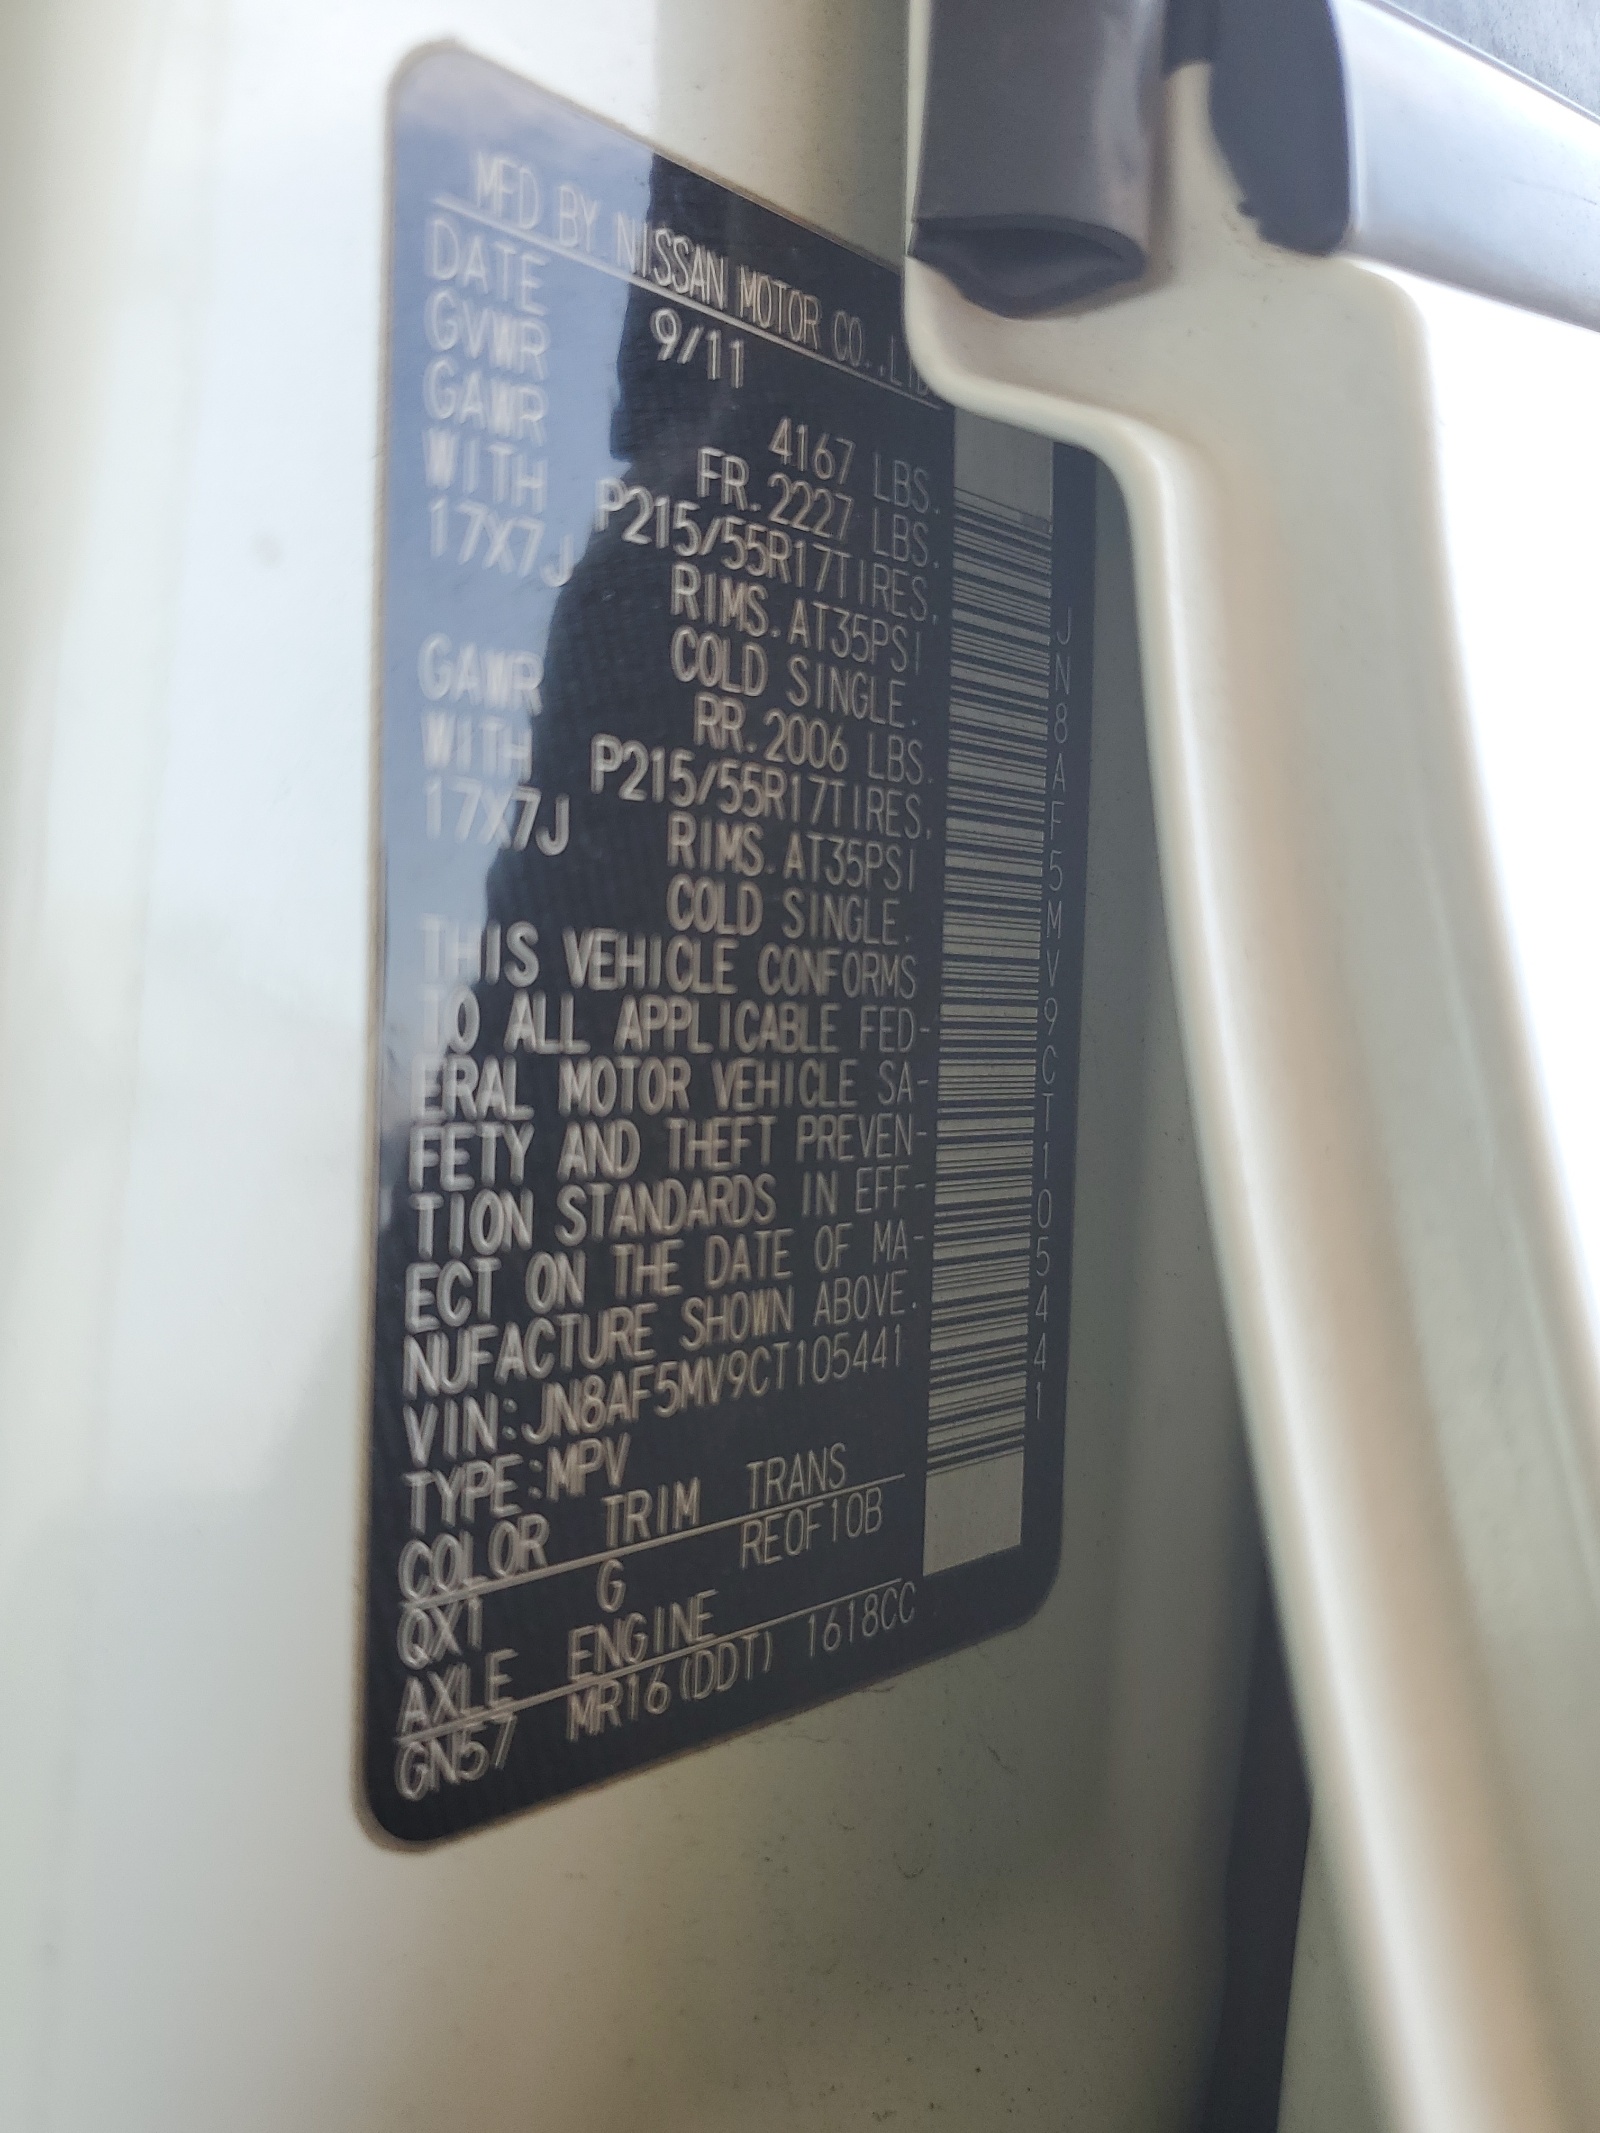 MFD BY NISSAN MOTOR CO.,LTD
DATE 9/11
GVWR 4167 LBS.
GAWR FR.2227 LBS.
WITH P215/55R17TIRES,
17X7J RIMS.AT35PSI
COLD SINGLE.
GAWR RR.2006 LBS.
WITH P215/55R17TIRES,
17X7J RIMS.AT35PSI
COLD SINGLE.
THIS VEHICLE CONFORMS
TO ALL APPLICABLE FED-
ERAL MOTOR VEHICLE SA-
FETY AND THEFT PREVEN-
TION STANDARDS IN EFF-
ECT ON THE DATE OF MA-
NUFACTURE SHOWN ABOVE.
VIN:JN8AF5MV9CT105441
TYPE:MPV
COLOR TRIM TRANS
QX1 G RE0F10B
AXLE ENGINE
GN57 MR16(DDT) 1618CC
JN8AF5MV9CT105441